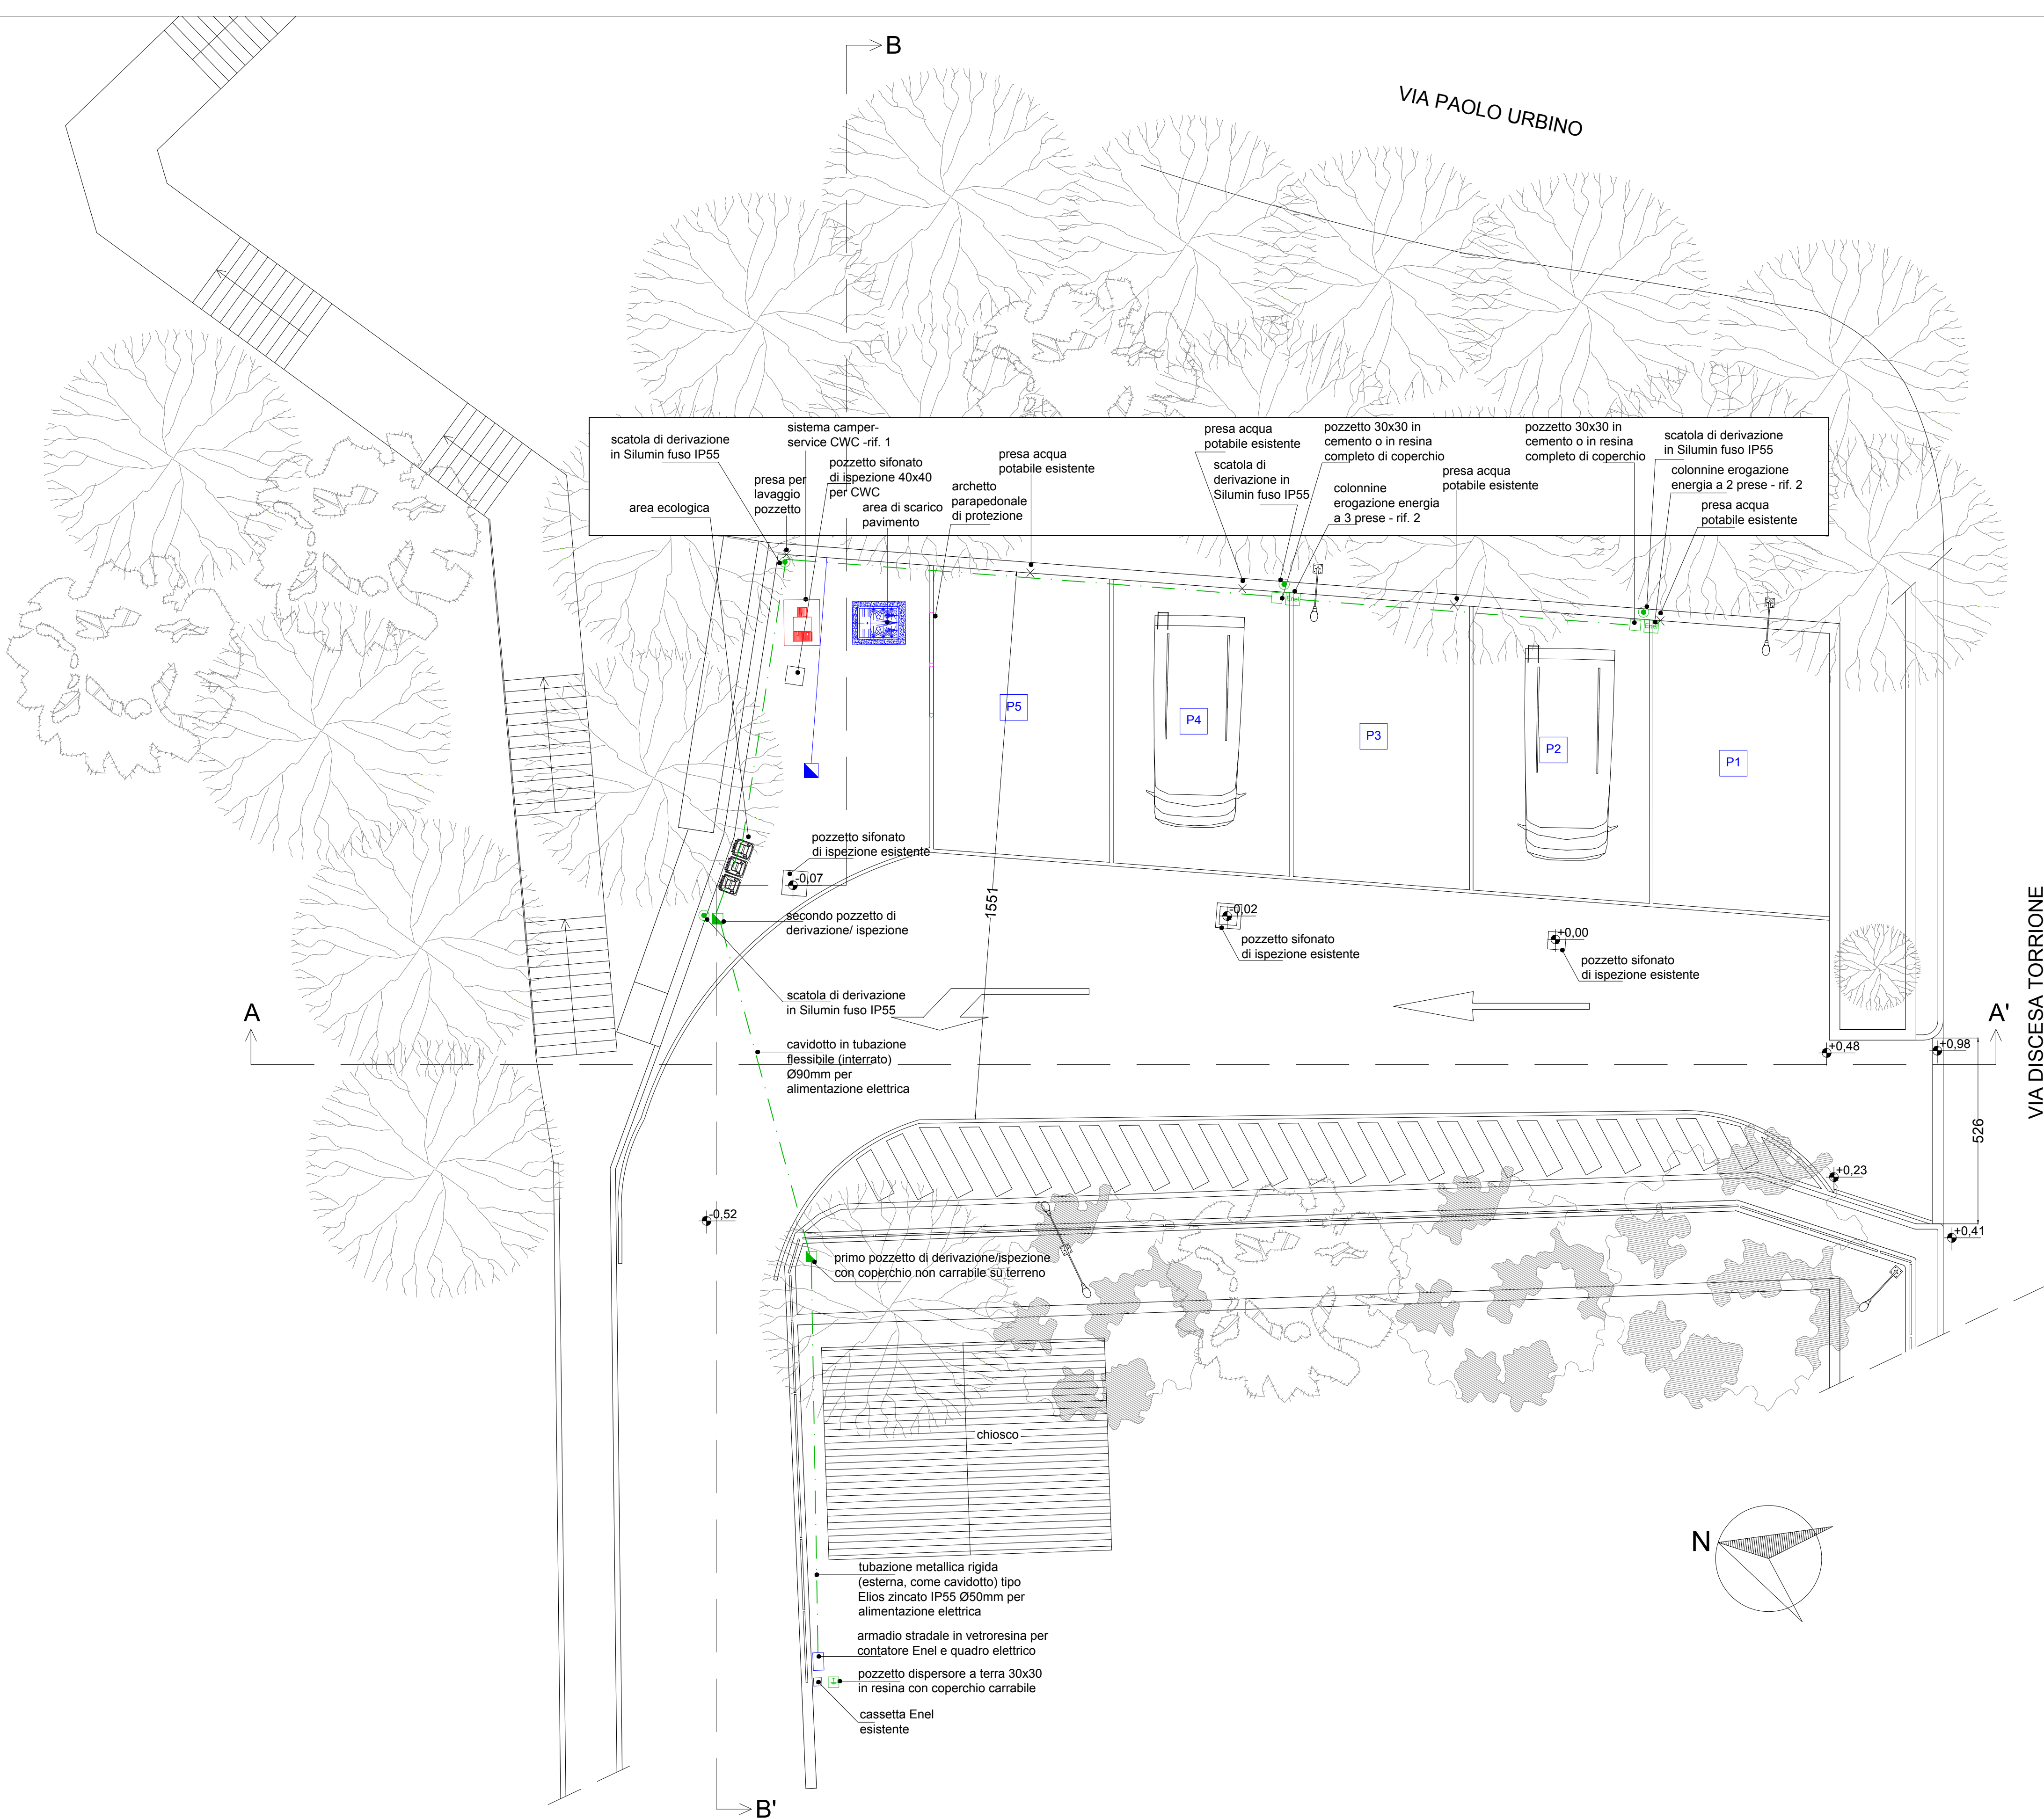 B
VIA PAOLO URBINO
scatola di derivazione
in Silumin fuso IP55
sistema camper-
service CWC -rif. 1
pozzetto sifonato
di ispezione 40x40
per CWC
presa per
lavaggio
pozzetto
area ecologica
area di scarico
pavimento
archetto
parapedonale
di protezione
presa acqua
potabile esistente
presa acqua
potabile esistente
scatola di
derivazione in
Silumin fuso IP55
pozzetto 30x30 in
cemento o in resina
completo di coperchio
colonnine
erogazione energia
a 3 prese - rif. 2
presa acqua
potabile esistente
pozzetto 30x30 in
cemento o in resina
completo di coperchio
scatola di derivazione
in Silumin fuso IP55
colonnine erogazione
energia a 2 prese - rif. 2
presa acqua
potabile esistente
Enel
Enel
P5
P4
P3
P2
P1
pozzetto sifonato
di ispezione esistente
-0,07
1551
secondo pozzetto di
derivazione/ ispezione
-0,02
pozzetto sifonato
di ispezione esistente
+0,00
pozzetto sifonato
di ispezione esistente
VIA DISCESA TORRIONE
scatola di derivazione
in Silumin fuso IP55
A
A'
cavidotto in tubazione
flessibile (interrato)
Ø90mm per
alimentazione elettrica
+0,48
+0,98
526
+0,23
+0,41
-0,52
primo pozzetto di derivazione/ispezione
con coperchio non carrabile su terreno
chiosco
N
tubazione metallica rigida
(esterna, come cavidotto) tipo
Elios zincato IP55 Ø50mm per
alimentazione elettrica
armadio stradale in vetroresina per
contatore Enel e quadro elettrico
pozzetto dispersore a terra 30x30
in resina con coperchio carrabile
cassetta Enel
esistente
B'